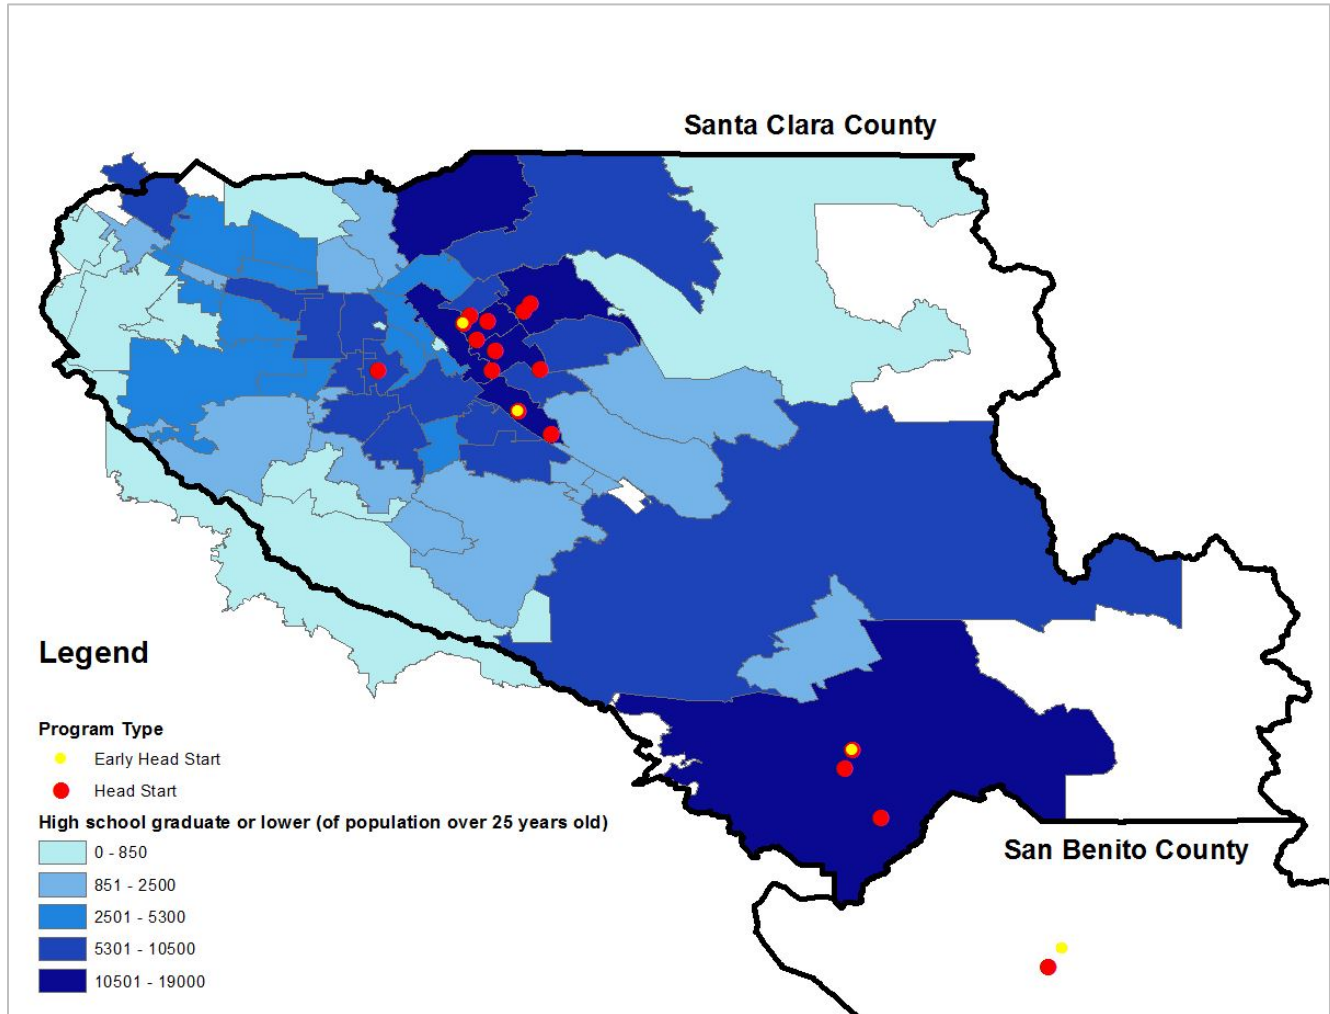 Santa Clara County
Legend
Program Type
Early Head Start
Head Start
High school graduate or lower (of population over 25 years old)
0 - 850
851 - 2500
2501 - 5300
5301 - 10500
10501 - 19000
San Benito County